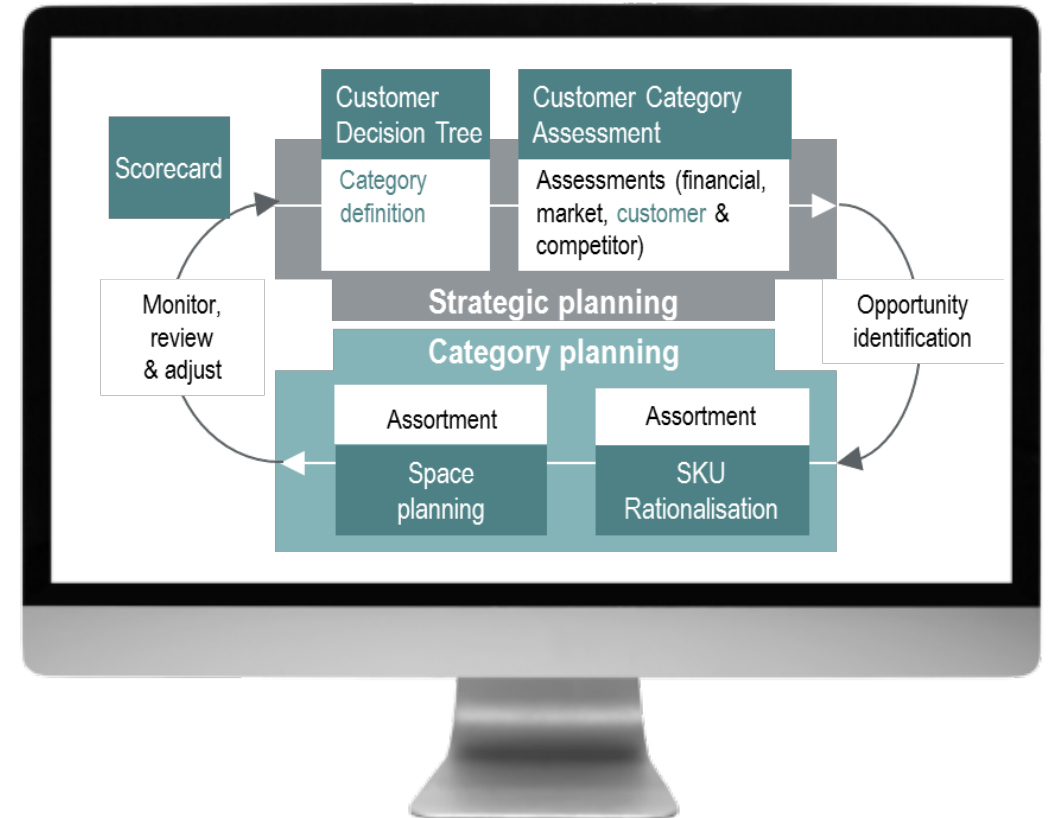 Customer
Decision Tree
Customer Category
Assessment
Scorecard
Category
definition
Assessments (financial,
market, customer &
competitor)
Strategic planning
Monitor,
review
& adjust
Opportunity
identification
Category planning
Assortment
Assortment
Space
planning
SKU
Rationalisation